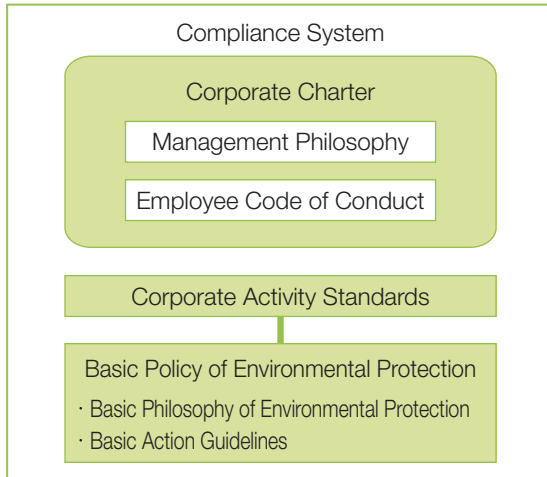 Compliance System
Corporate Charter
Management Philosophy
Employee Code of Conduct
Corporate Activity Standards
Basic Policy of Environmental Protection
· Basic Philosophy of Environmental Protection
· Basic Action Guidelines